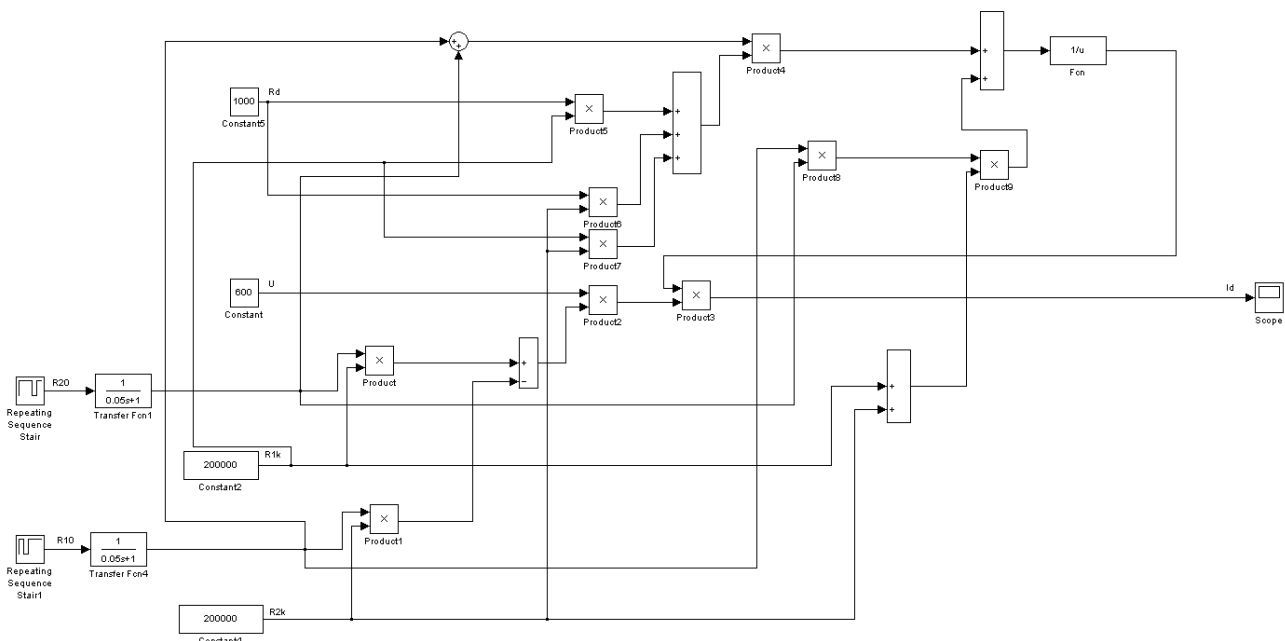 +
+
×
Product4
+
+
1/u
Fcn
1000
Rd
Constant5
×
Product5
+
+
+
×
Product8
×
Product9
×
Product6
×
Product7
600
U
Constant
×
Product2
×
Product3
Id
Scope
×
Product
+
−
Repeating
Sequence
Stair
R20
1
0.05s+1
Transfer Fcn1
+
+
200000
R1k
Constant2
×
Product1
Repeating
Sequence
Stair1
R10
1
0.05s+1
Transfer Fcn4
200000
R2k